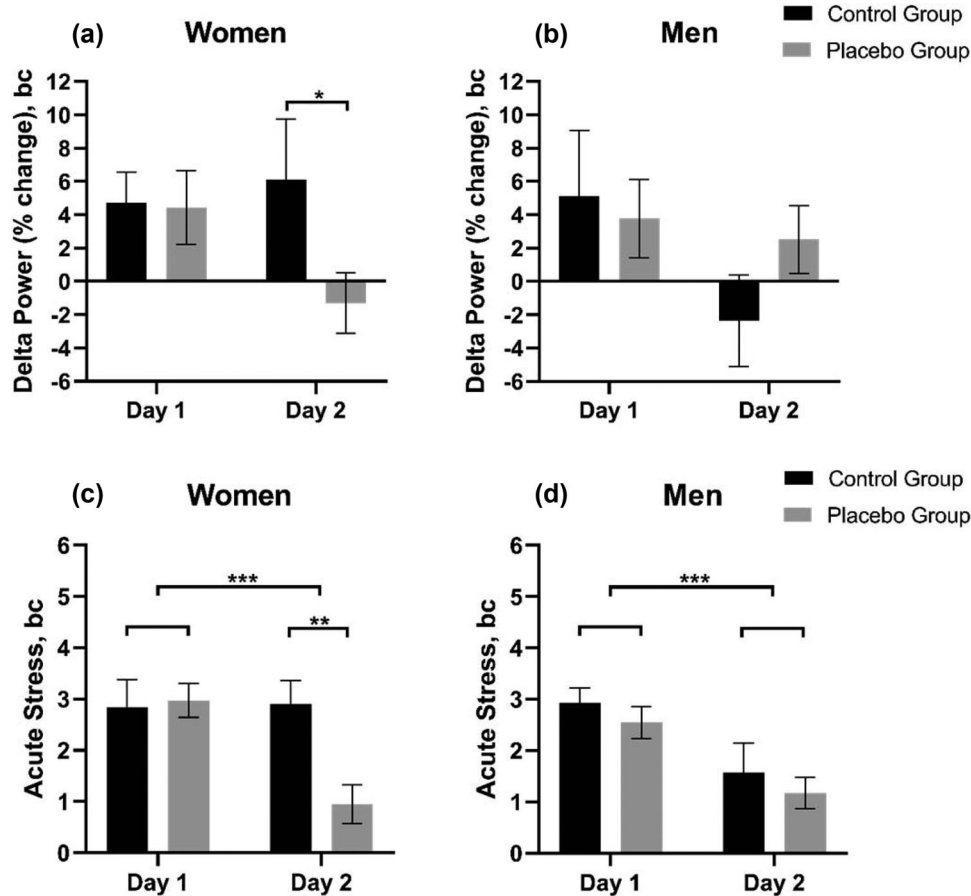 (a) Women
(b) Men
Control Group
Placebo Group
Delta Power (% change), bc
12
10
8
6
4
2
0
-2
-4
-6
*
Day 1 Day 2
Delta Power (% change), bc
12
10
8
6
4
2
0
-2
-4
-6
Day 1 Day 2
(c) Women
(d) Men
Control Group
Placebo Group
Acute Stress, bc
6
5
4
3
2
1
0
***
**
Day 1 Day 2
Acute Stress, bc
6
5
4
3
2
1
0
***
Day 1 Day 2